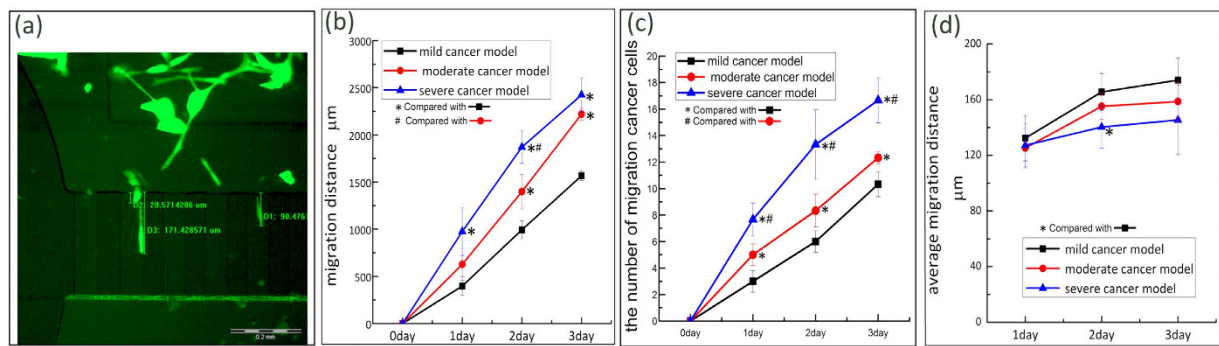 (a)
D2: 28.5714286 um
D3: 171.428571 um
D1: 90.476
0.2 mm
(b)
migration distance μm
3000
2500
2000
1500
1000
500
0
mild cancer model
moderate cancer model
severe cancer model
* Compared with
# Compared with
*
*#
*
*
*
*
0day
1day
2day
3day
(c)
the number of migration cancer cells
20
18
16
14
12
10
8
6
4
2
0
mild cancer model
moderate cancer model
severe cancer model
* Compared with
# Compared with
*#
*#
*#
*
*
*
0day
1day
2day
3day
(d)
average migration distance
μm
200
160
120
80
40
0
*
* Compared with
mild cancer model
moderate cancer model
severe cancer model
1day
2day
3day